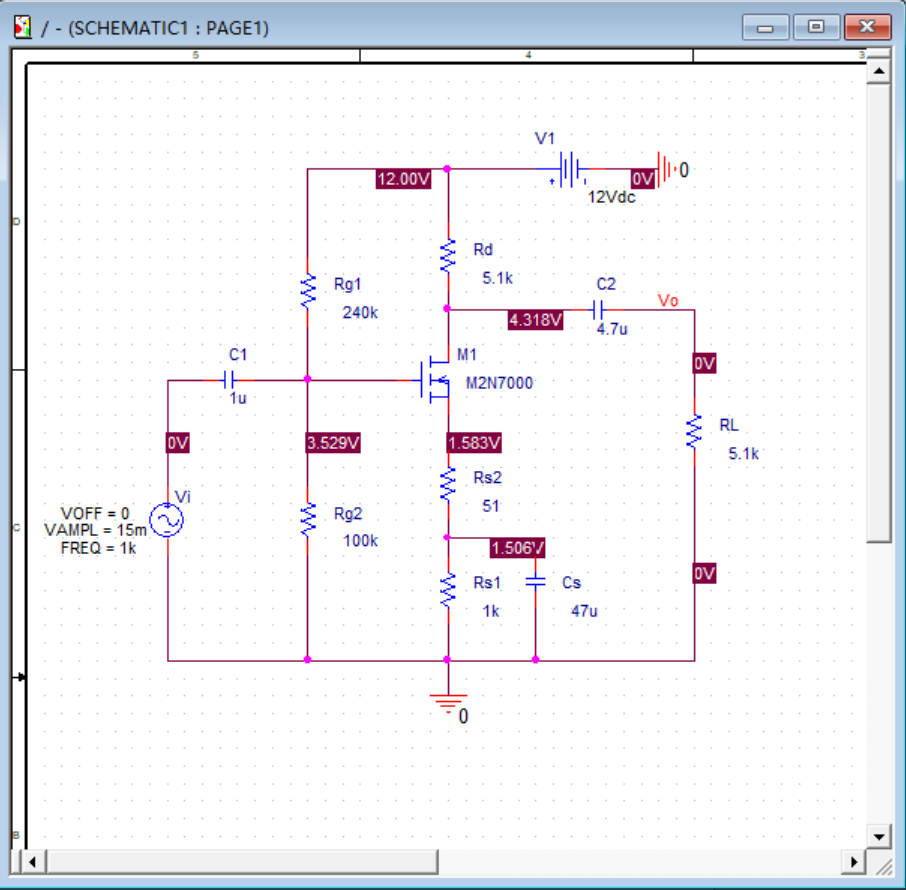 / - (SCHEMATIC1 : PAGE1)
5
4
3
V1
12.00V
0V
0
12Vdc
D
Rd
5.1k
Rg1
240k
C2
Vo
4.318V
4.7u
C1
M1
M2N7000
1u
0V
0V
3.529V
1.583V
RL
5.1k
Rs2
51
Vi
VOFF = 0
VAMPL = 15m
FREQ = 1k
Rg2
100k
C
1.506V
0V
Rs1
1k
Cs
47u
0
B